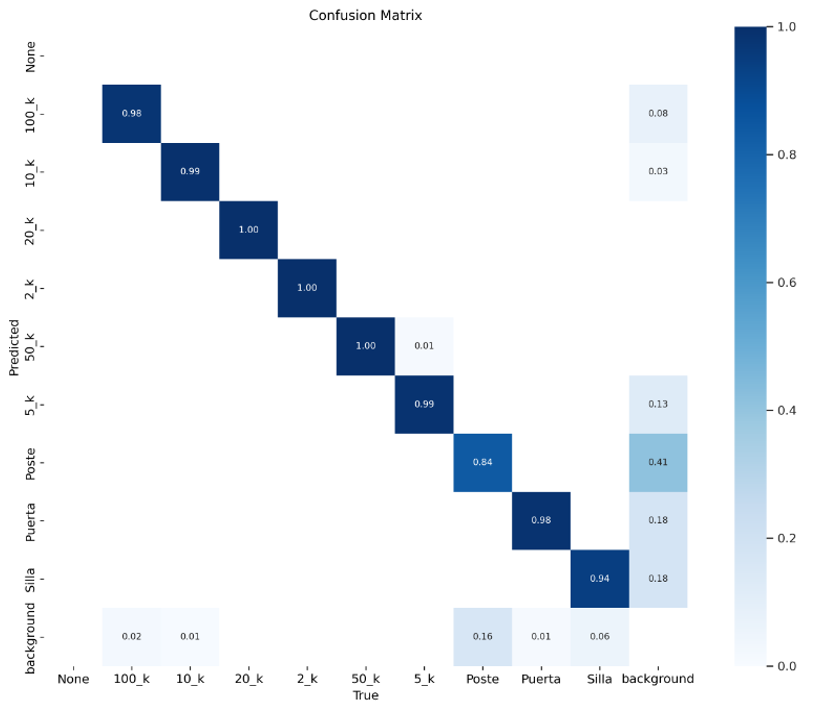 Confusion Matrix
None
100_k 0.98 0.08
10_k 0.99 0.03
20_k 1.00
2_k 1.00
50_k 1.00 0.01
5_k 0.99 0.13
Poste 0.84 0.41
Puerta 0.98 0.18
Silla 0.94 0.18
background 0.02 0.01 0.16 0.01 0.06
Predicted
None 100_k 10_k 20_k 2_k 50_k 5_k Poste Puerta Silla background
True
1.0
0.8
0.6
0.4
0.2
0.0